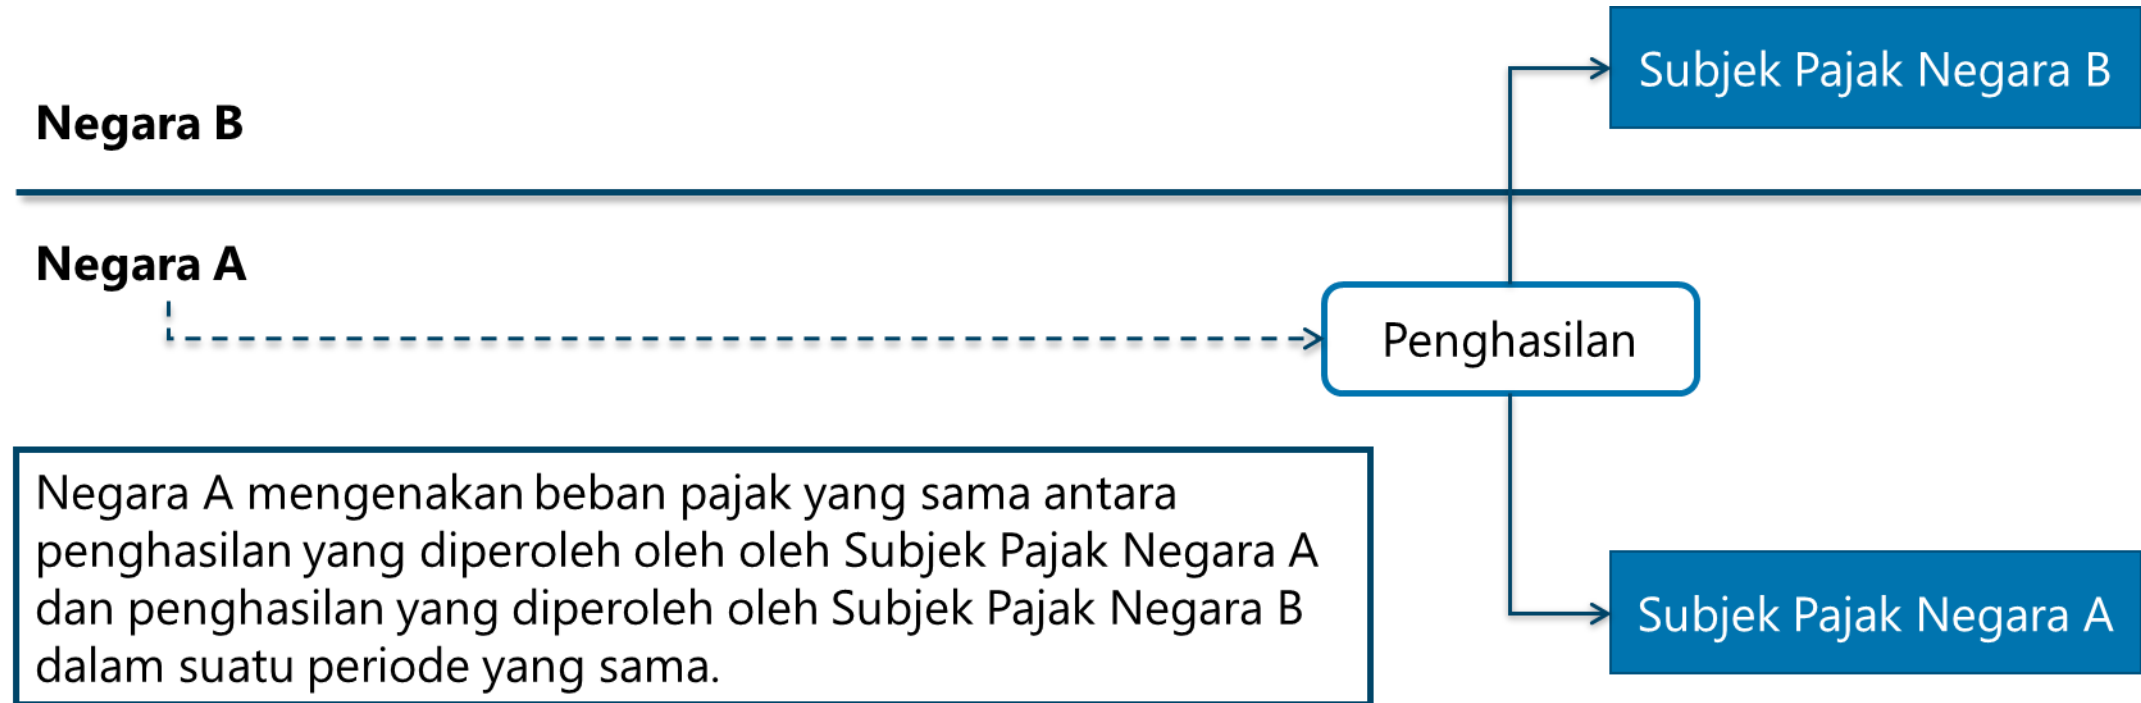 Subjek Pajak Negara B
Negara B
Negara A
Penghasilan
Negara A mengenakan beban pajak yang sama antara
penghasilan yang diperoleh oleh oleh Subjek Pajak Negara A
dan penghasilan yang diperoleh oleh Subjek Pajak Negara B
dalam suatu periode yang sama.
Subjek Pajak Negara A